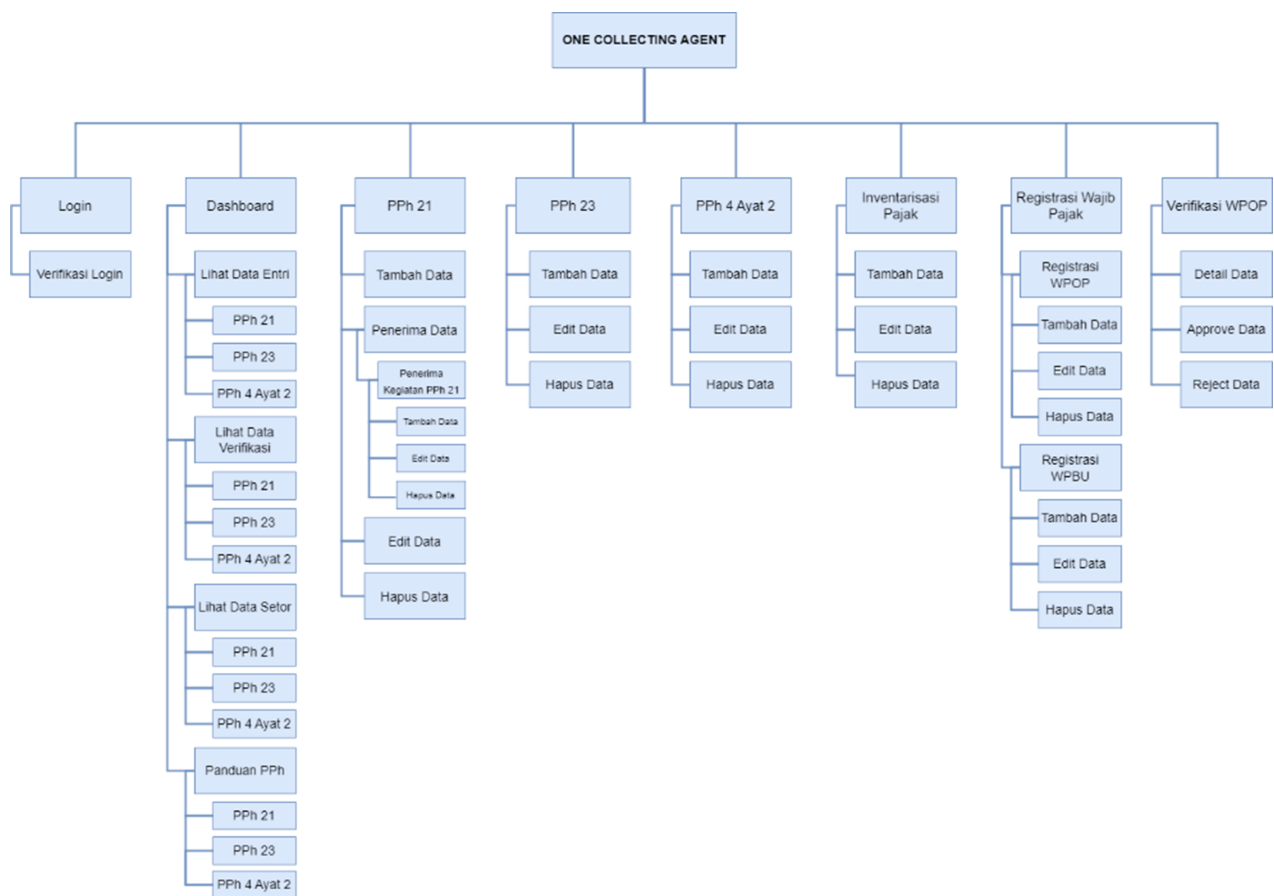 ONE COLLECTING AGENT
Login
Verifikasi Login
Dashboard
Lihat Data Entri
PPh 21
PPh 23
PPh 4 Ayat 2
Lihat Data
Verifikasi
PPh 21
PPh 23
PPh 4 Ayat 2
Lihat Data Setor
PPh 21
PPh 23
PPh 4 Ayat 2
Panduan PPh
PPh 21
PPh 23
PPh 4 Ayat 2
PPh 21
Tambah Data
Penerima Data
Penerima
Kegiatan PPh 21
Tambah Data
Edit Data
Hapus Data
Edit Data
Hapus Data
PPh 23
Tambah Data
Edit Data
Hapus Data
PPh 4 Ayat 2
Tambah Data
Edit Data
Hapus Data
Inventarisasi
Pajak
Tambah Data
Edit Data
Hapus Data
Registrasi Wajib
Pajak
Registrasi
WPOP
Tambah Data
Edit Data
Hapus Data
Registrasi
WPBU
Tambah Data
Edit Data
Hapus Data
Verifikasi WPOP
Detail Data
Approve Data
Reject Data